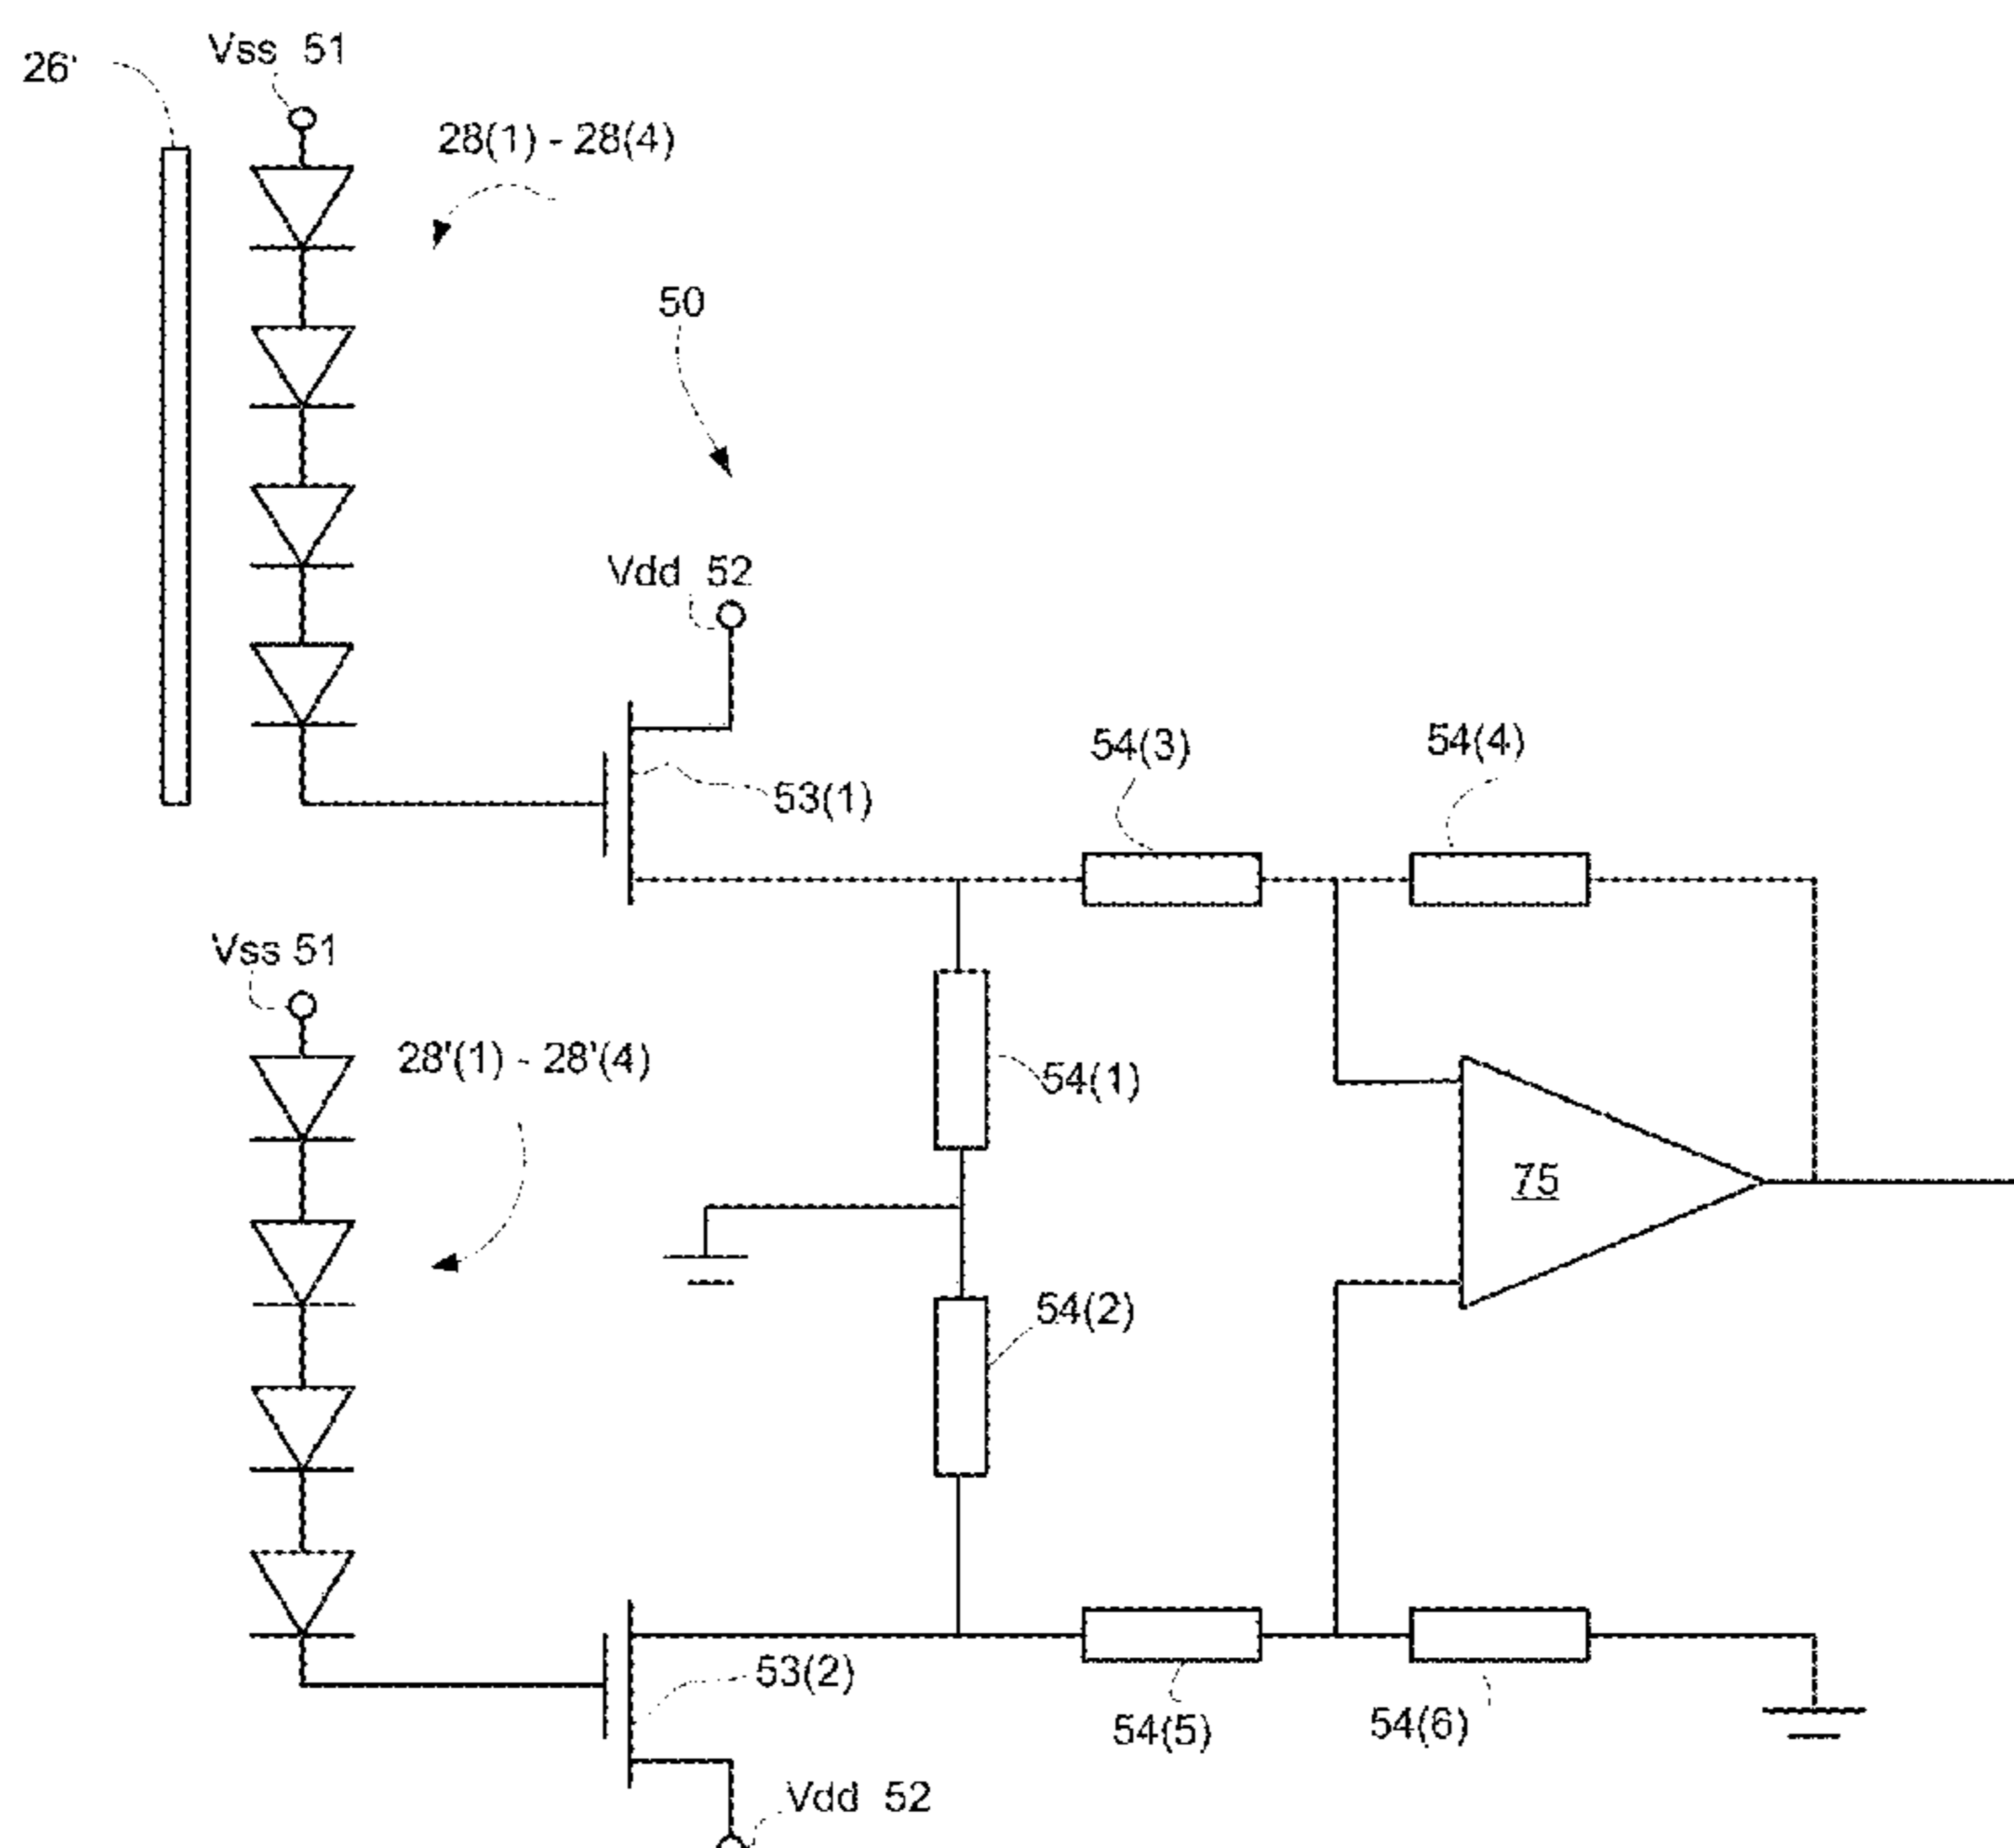 Vss 51
26'
28(1) - 28(4)
50
Vdd 52
54(3)
54(4)
53(1)
Vss 51
28'(1) - 28'(4)
54(1)
75
54(2)
53(2)
54(5)
54(6)
Vdd 52